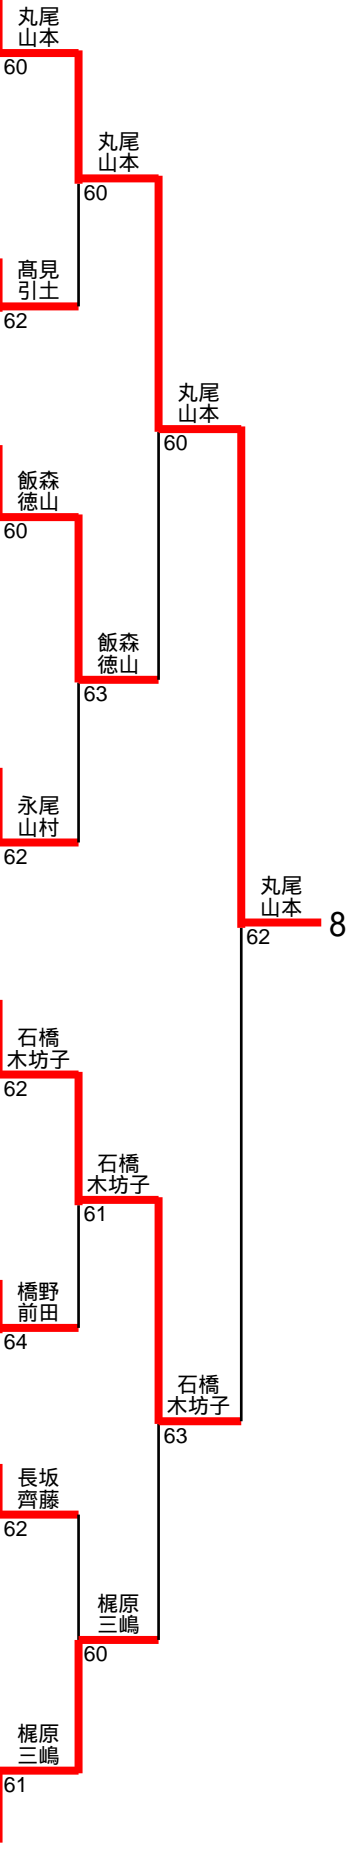 丸尾
山本
60
丸尾
山本
60
髙見
引土
62
丸尾
山本
60
飯森
徳山
60
飯森
徳山
63
永尾
山村
62
丸尾
山本
62
8
石橋
木坊子
62
石橋
木坊子
61
橋野
前田
64
石橋
木坊子
63
長坂
齊藤
62
梶原
三嶋
60
梶原
三嶋
61